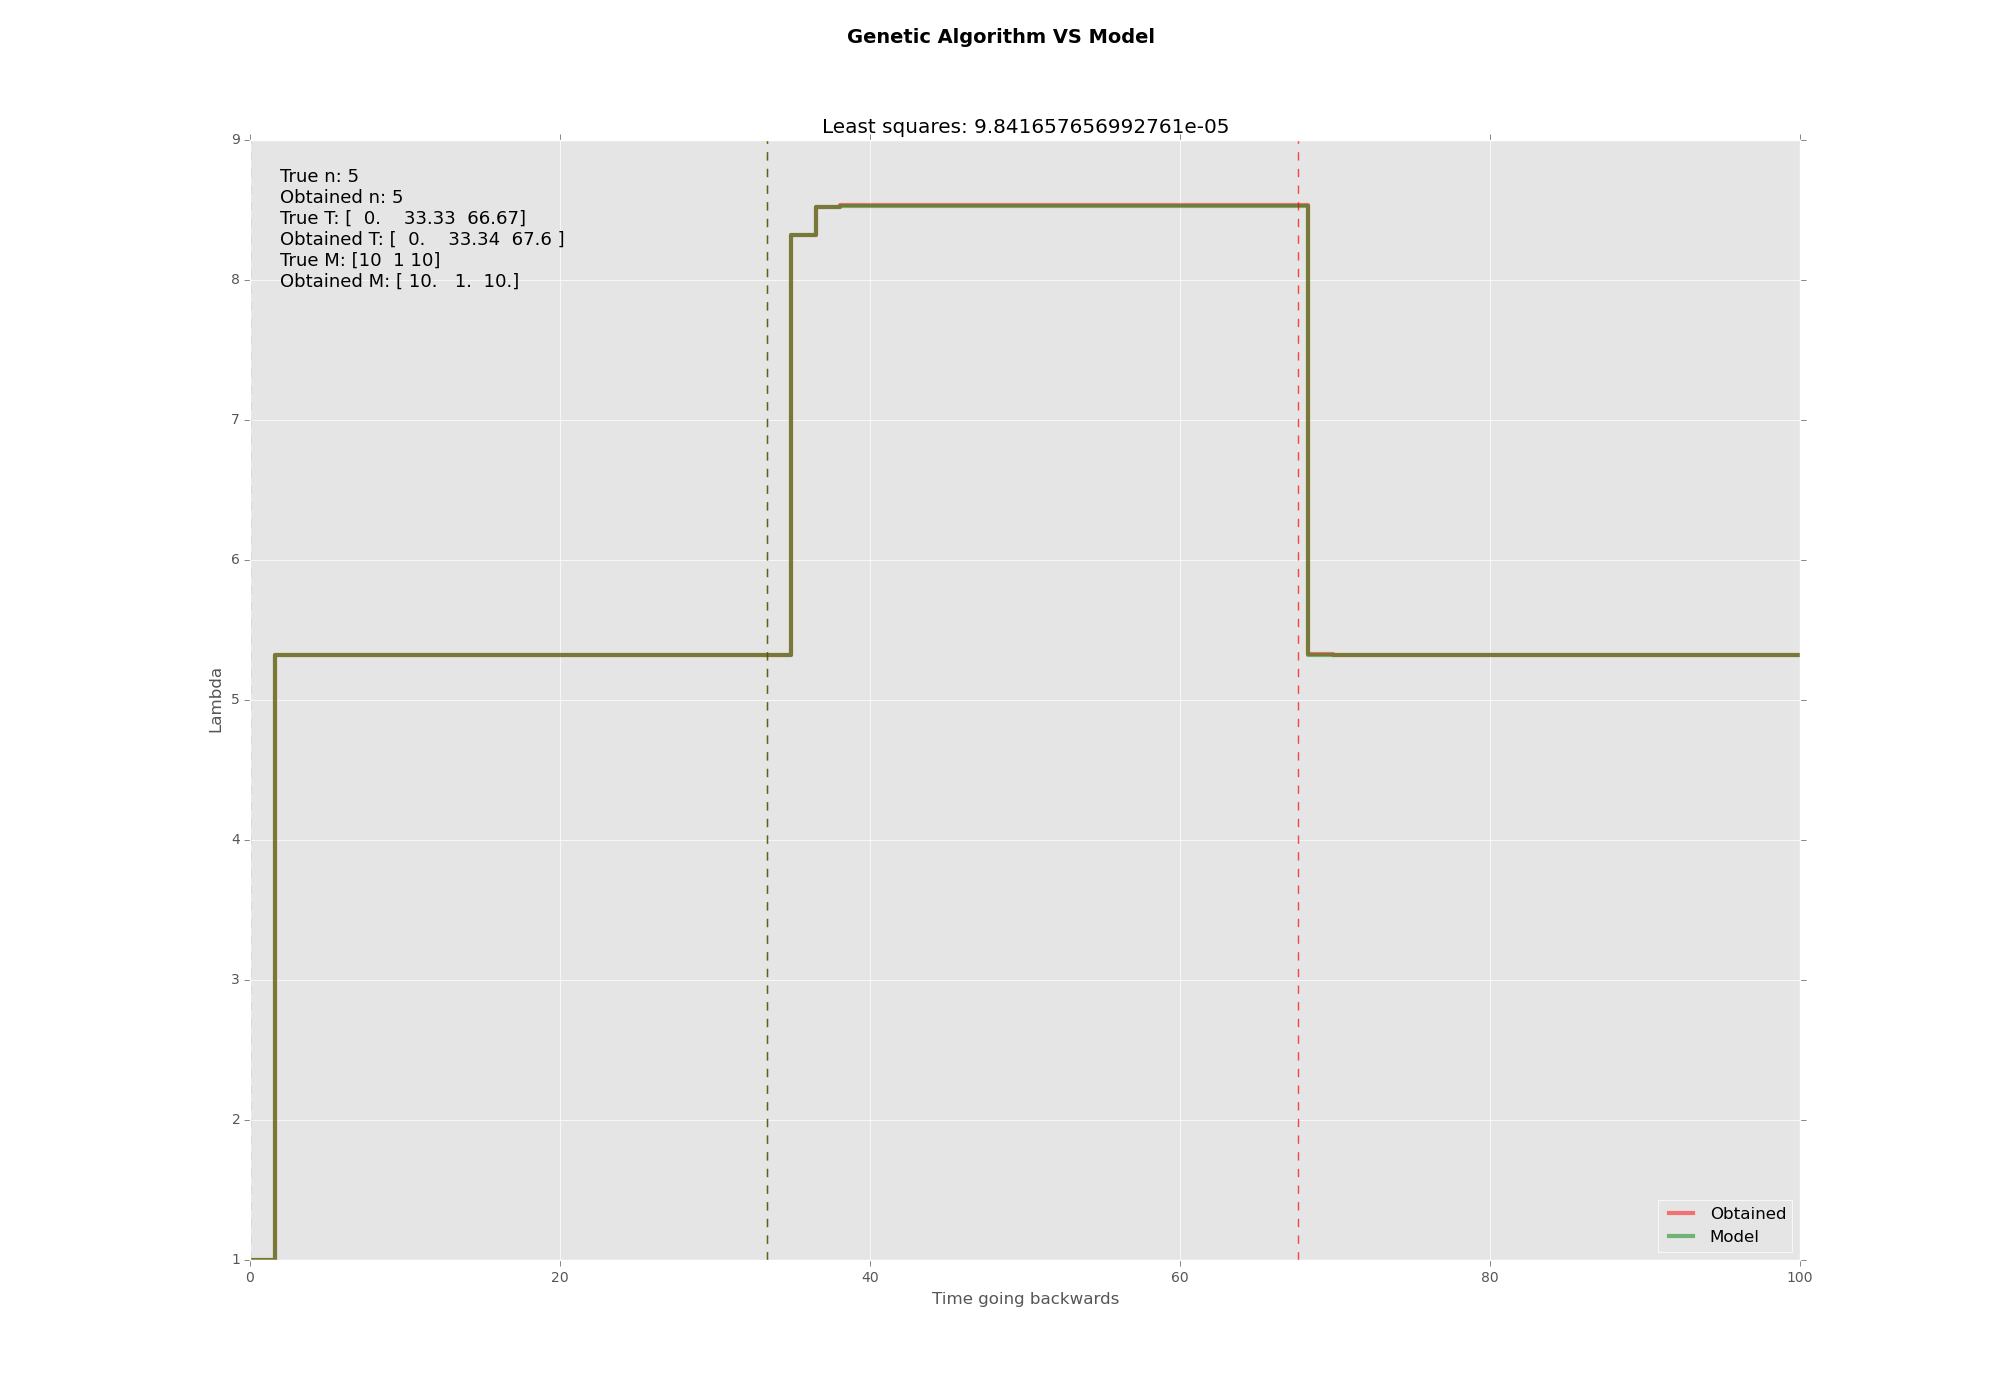 Genetic Algorithm VS Model
Least squares: 9.841657656992761e-05
True n: 5
Obtained n: 5
True T: [  0.    33.33  66.67]
Obtained T: [  0.    33.34  67.6 ]
True M: [10  1 10]
Obtained M: [ 10.   1.  10.]
9
8
7
6
5
4
3
2
1
Lambda
0 20 40 60 80 100
Time going backwards
Obtained
Model